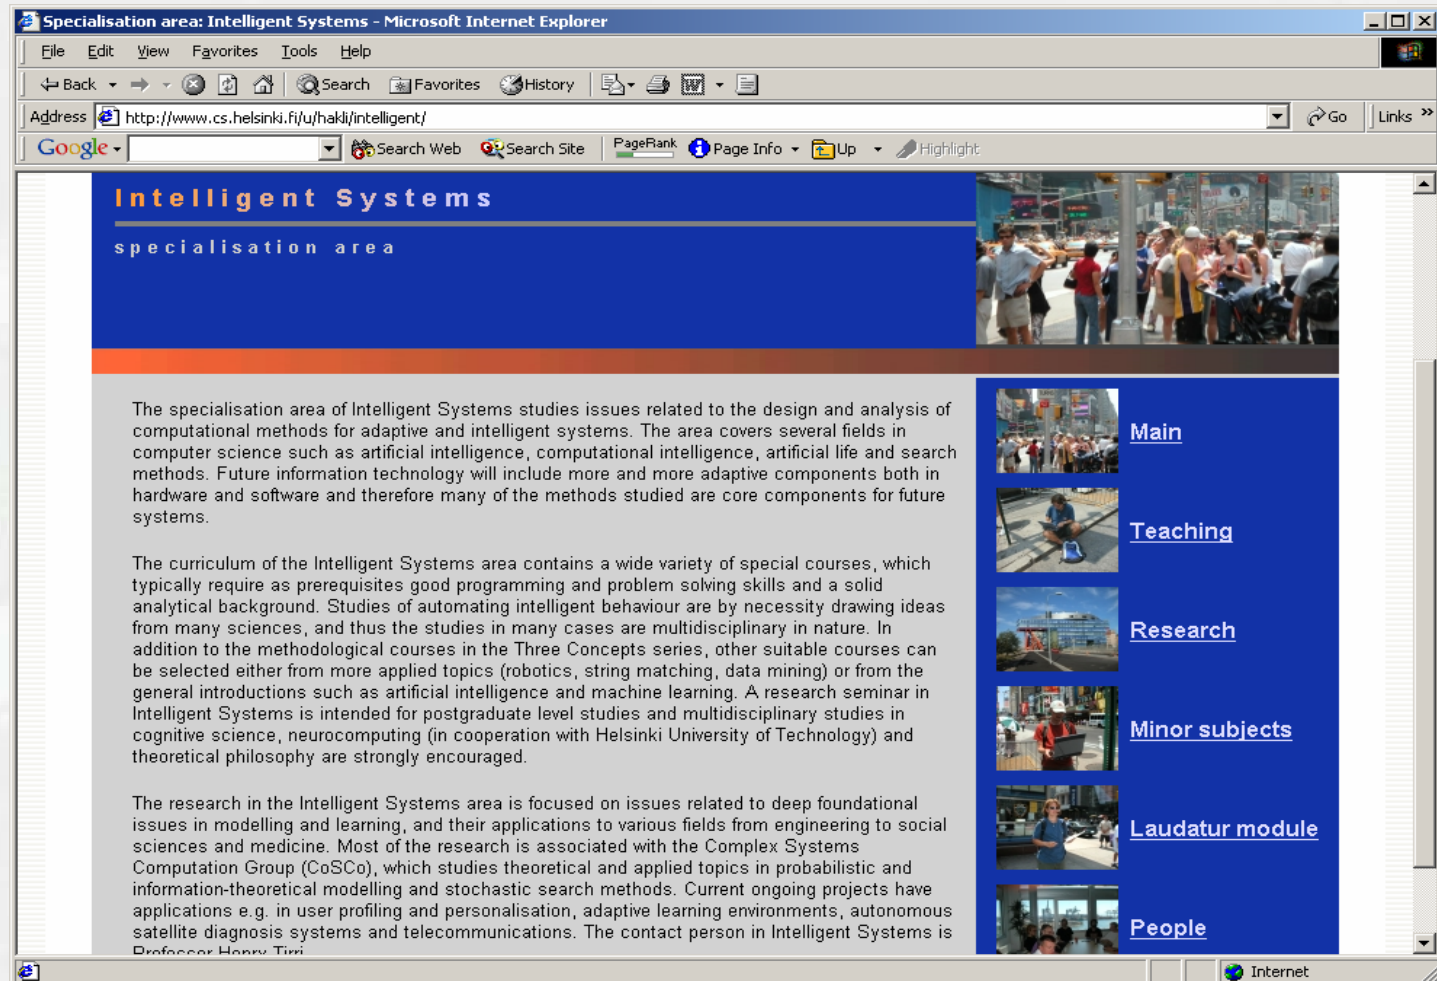 Specialisation area: Intelligent Systems - Microsoft Internet Explorer
File Edit View Favorites Tools Help
Back Search Favorites History
Address http://www.cs.helsinki.fi/u/hakli/intelligent/ Go Links »
Google Search Web Search Site PageRank Page Info Up Highlight
Intelligent Systems
specialisation area
The specialisation area of Intelligent Systems studies issues related to the design and analysis of
computational methods for adaptive and intelligent systems. The area covers several fields in
computer science such as artificial intelligence, computational intelligence, artificial life and search
methods. Future information technology will include more and more adaptive components both in
hardware and software and therefore many of the methods studied are core components for future
systems.
The curriculum of the Intelligent Systems area contains a wide variety of special courses, which
typically require as prerequisites good programming and problem solving skills and a solid
analytical background. Studies of automating intelligent behaviour are by necessity drawing ideas
from many sciences, and thus the studies in many cases are multidisciplinary in nature. In
addition to the methodological courses in the Three Concepts series, other suitable courses can
be selected either from more applied topics (robotics, string matching, data mining) or from the
general introductions such as artificial intelligence and machine learning. A research seminar in
Intelligent Systems is intended for postgraduate level studies and multidisciplinary studies in
cognitive science, neurocomputing (in cooperation with Helsinki University of Technology) and
theoretical philosophy are strongly encouraged.
The research in the Intelligent Systems area is focused on issues related to deep foundational
issues in modelling and learning, and their applications to various fields from engineering to social
sciences and medicine. Most of the research is associated with the Complex Systems
Computation Group (CoSCo), which studies theoretical and applied topics in probabilistic and
information-theoretical modelling and stochastic search methods. Current ongoing projects have
applications e.g. in user profiling and personalisation, adaptive learning environments, autonomous
satellite diagnosis systems and telecommunications. The contact person in Intelligent Systems is
Professor Henry Tirri
Main
Teaching
Research
Minor subjects
Laudatur module
People
Internet